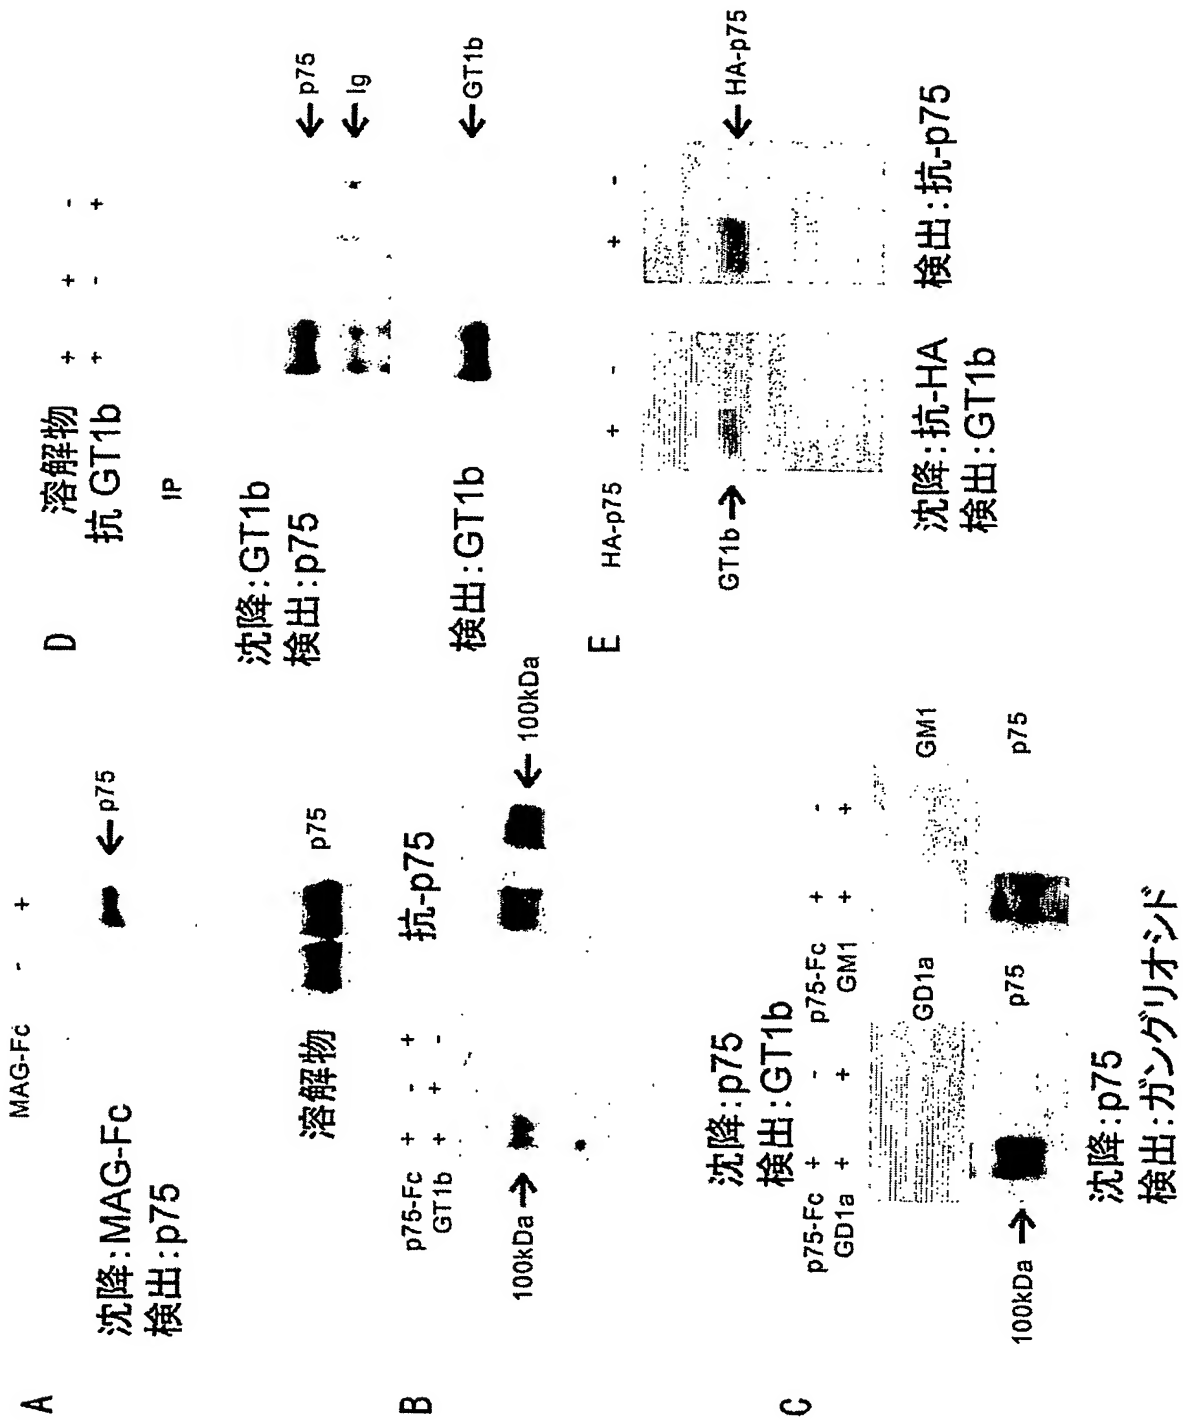 A
MAG-Fc - +
← p75
沈降:MAG-Fc
検出:p75
溶解物 p75
B
抗-p75
p75-Fc + - +
GT1b + + -
100kDa →
← 100kDa
沈降:p75
検出:GT1b
C
p75-Fc + -
GD1a + +
GD1a
p75
100kDa →
p75-Fc + -
GM1 + +
GM1
p75
沈降:p75
検出:ガングリオシド
D
溶解物 + + -
抗 GT1b + - +
IP
沈降:GT1b
検出:p75
← p75
← Ig
検出:GT1b
← GT1b
E
HA-p75 + - + -
GT1b →
← HA-p75
沈降:抗-HA
検出:GT1b
検出:抗-p75